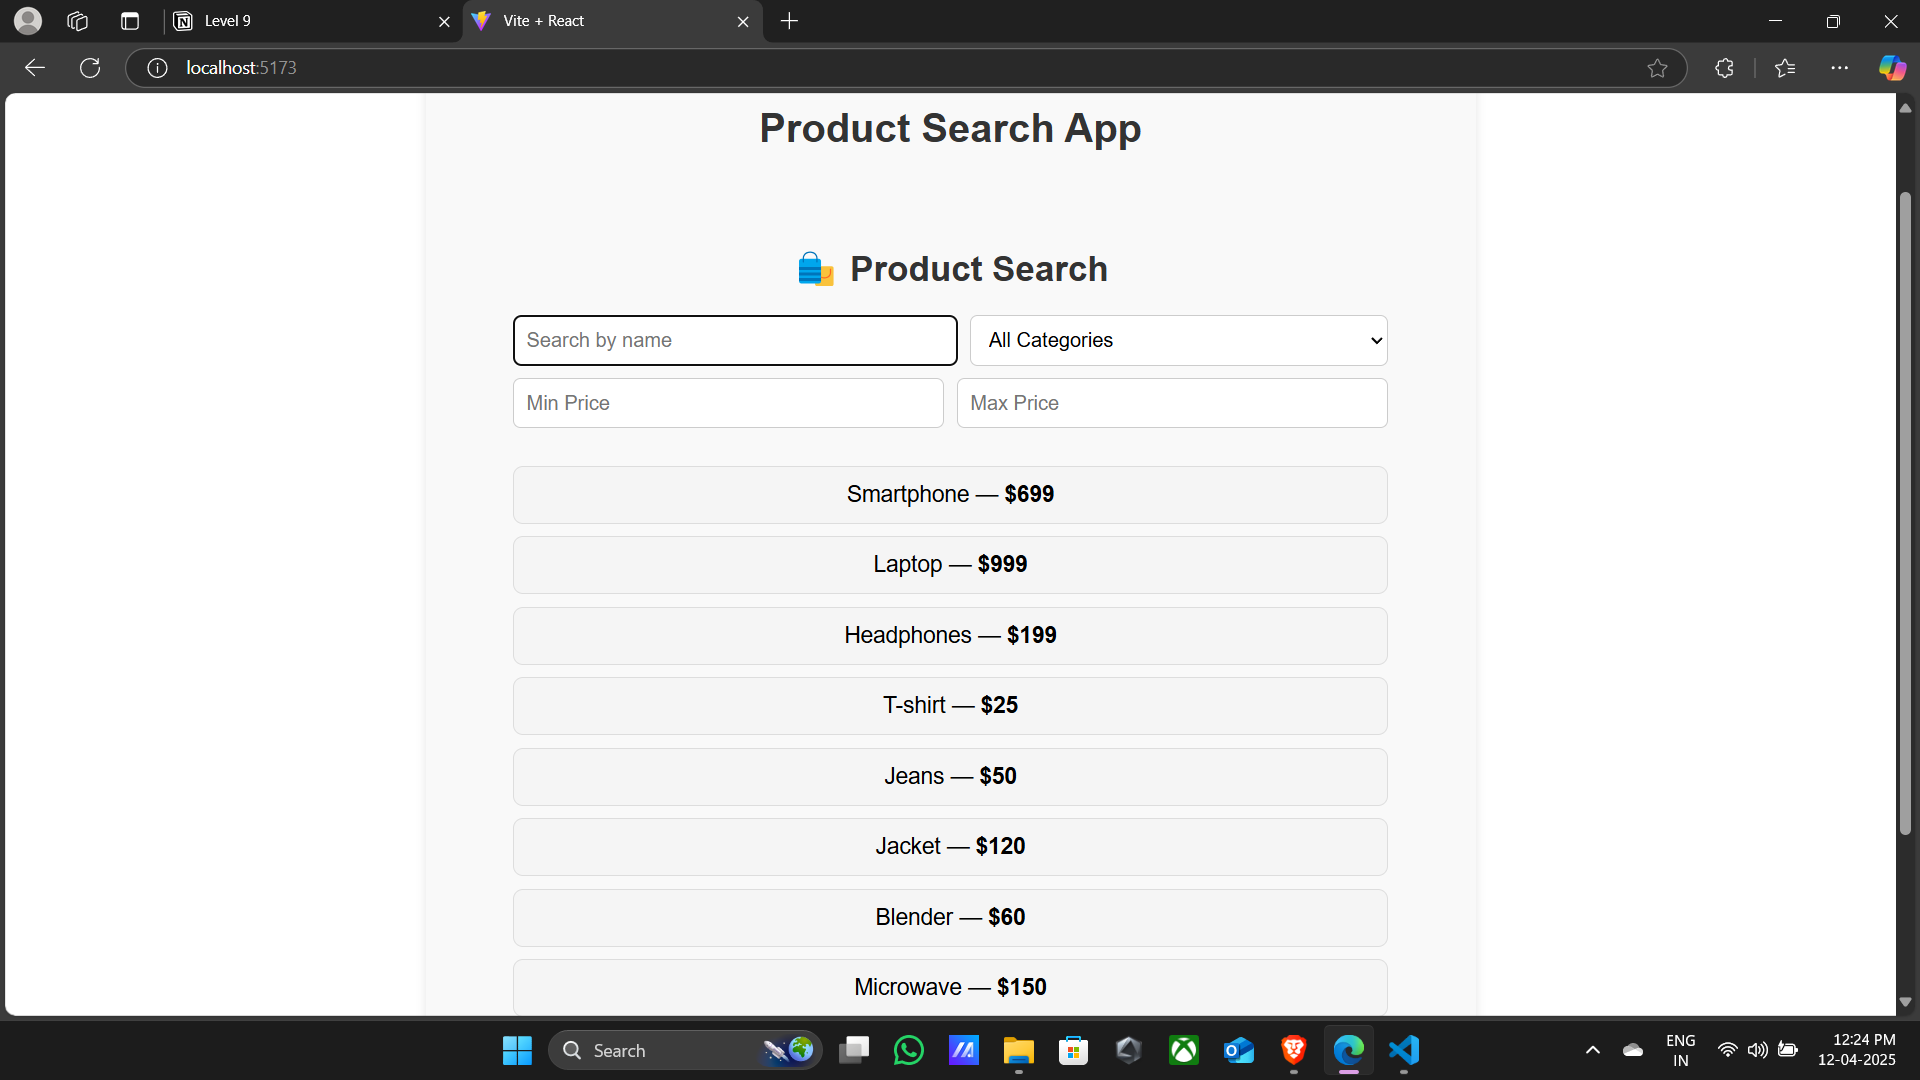 Level 9
Vite + React
localhost:5173
Product Search App
Product Search
Search by name
All Categories
Min Price
Max Price
Smartphone — $699
Laptop — $999
Headphones — $199
T-shirt — $25
Jeans — $50
Jacket — $120
Blender — $60
Microwave — $150
Search
ENG
IN
12:24 PM
12-04-2025